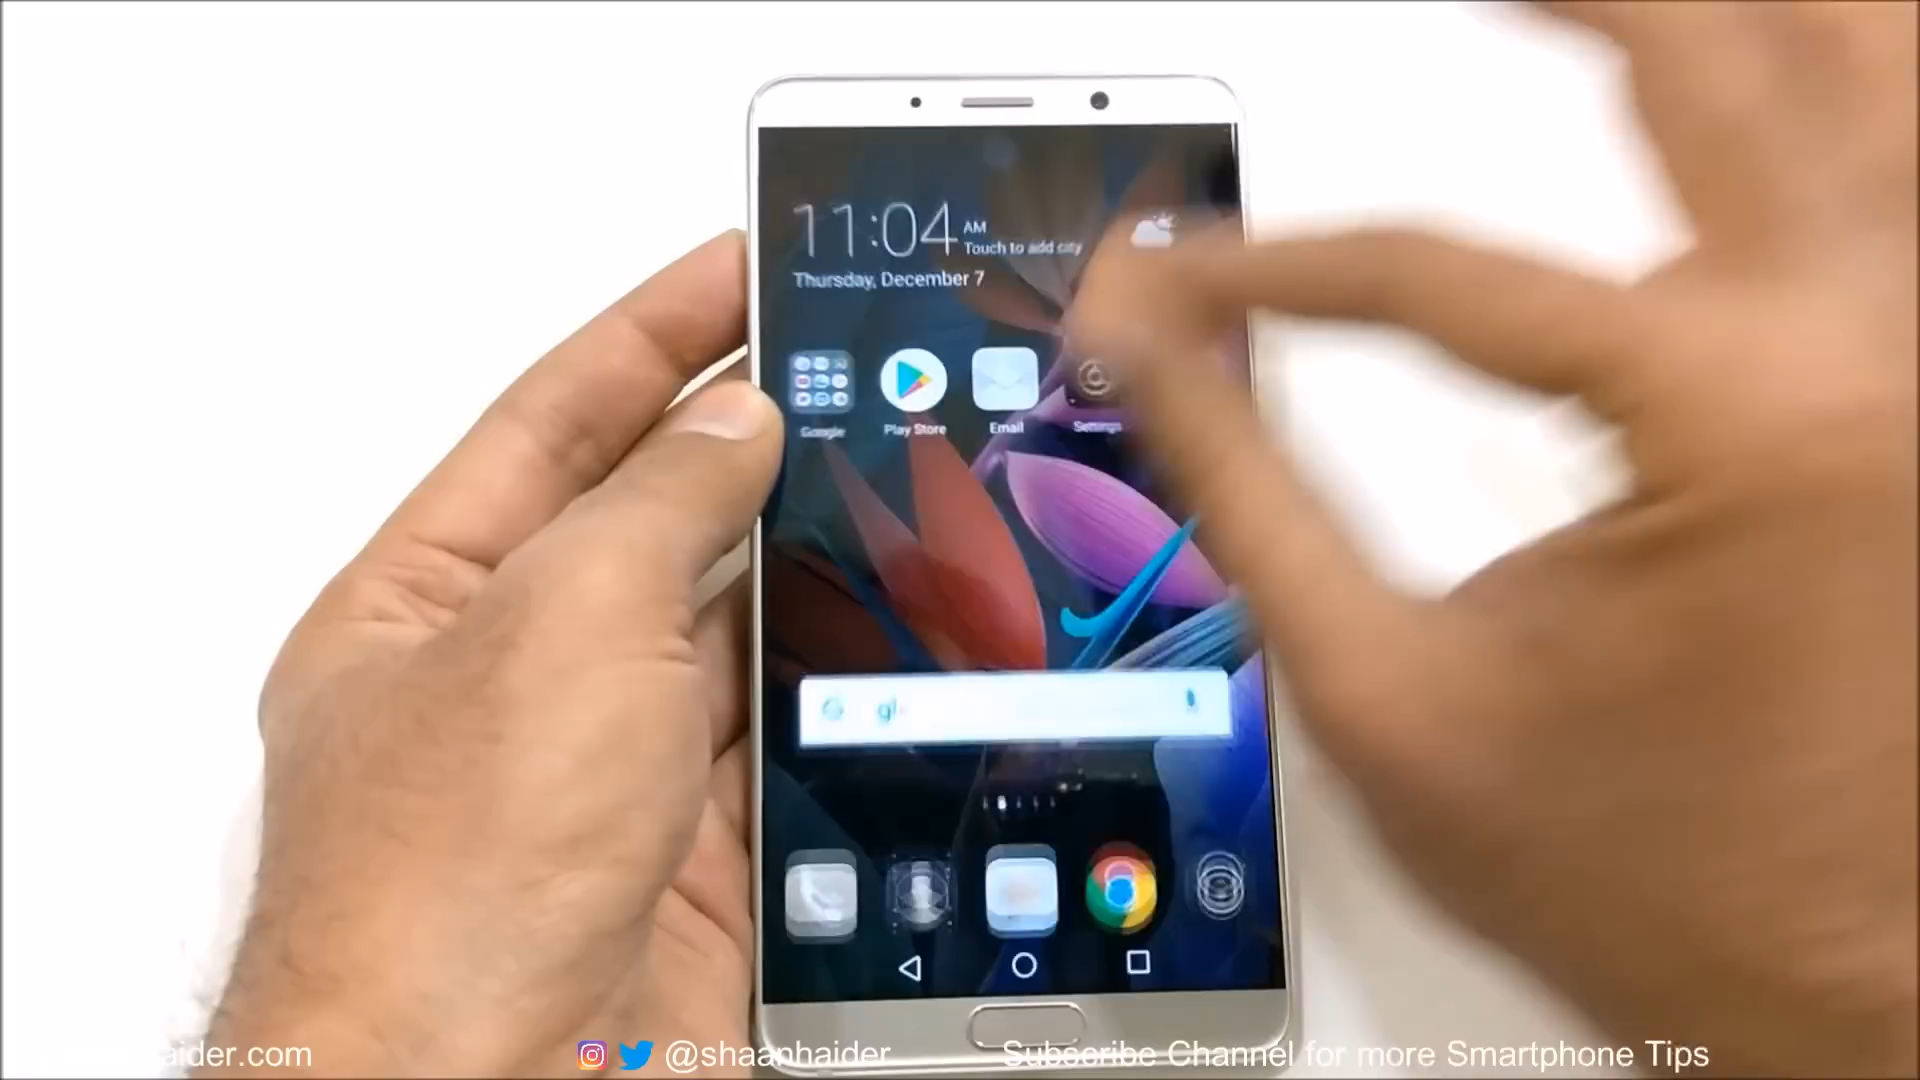 11:04 AM
Touch to add city
Thursday, December 7
Google
Play Store
Email
Settings
haider.com
@shaanhaider
Subscribe Channel for more Smartphone Tips